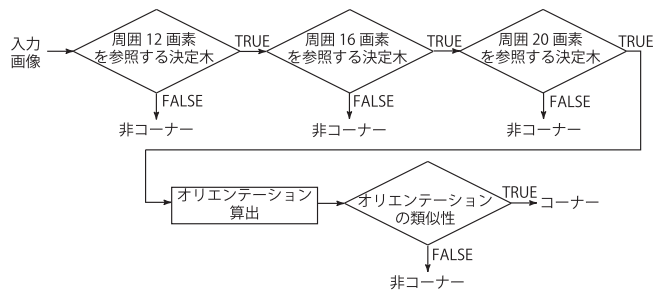 入力
画像
周囲 12 画素
を参照する決定木
TRUE
周囲 16 画素
を参照する決定木
TRUE
周囲 20 画素
を参照する決定木
TRUE
FALSE
非コーナー
FALSE
非コーナー
FALSE
非コーナー
オリエンテーション
算出
オリエンテーション
の類似性
TRUE
コーナー
FALSE
非コーナー